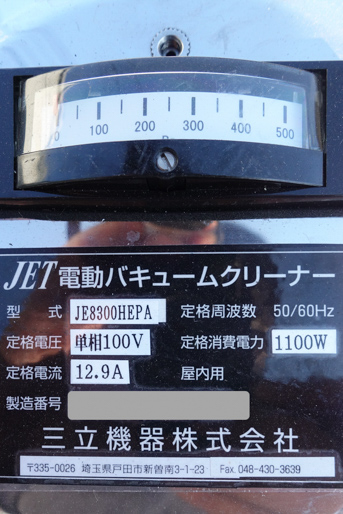 0 100 200 300 400 500
JET電動バキュームクリーナー
型式 JE8300HEPA 定格周波数 50/60Hz
定格電圧 単相100V 定格消費電力 1100W
定格電流 12.9A 屋内用
製造番号
三立機器株式会社
〒335-0026 埼玉県戸田市新曽南3-1-23 Fax.048-430-3639